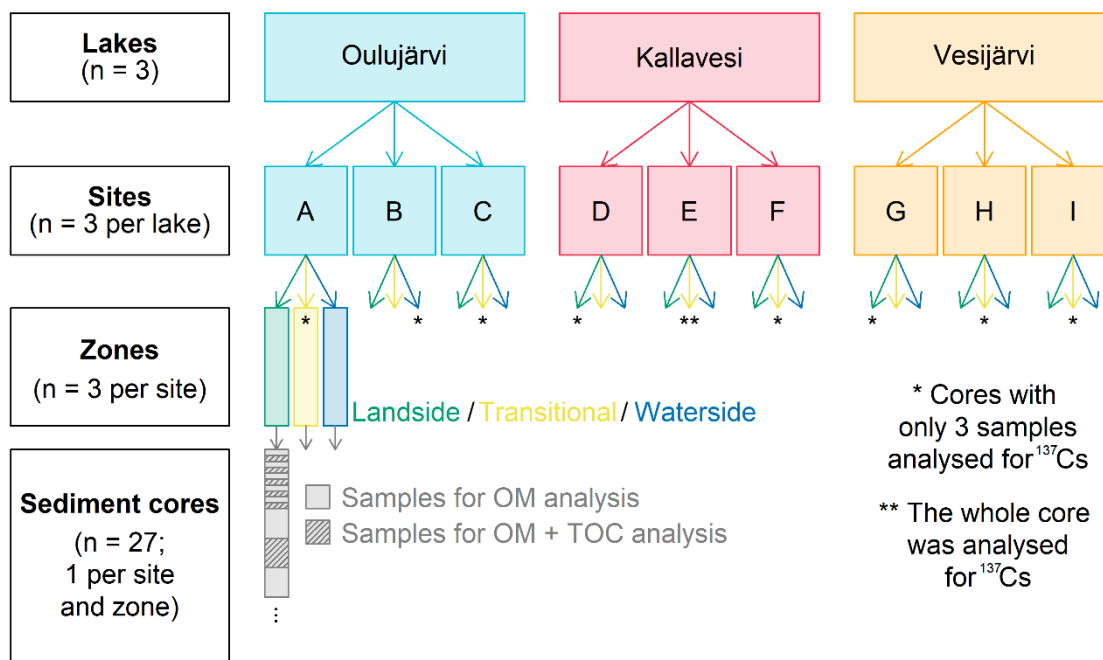 Lakes
(n = 3)
Oulujärvi
Kallavesi
Vesijärvi
Sites
(n = 3 per lake)
A
B
C
D
E
F
G
H
I
*
*
*
*
**
*
*
*
*
Zones
(n = 3 per site)
Landside / Transitional / Waterside
* Cores with
only 3 samples
analysed for ¹³⁷Cs
Sediment cores
(n = 27;
1 per site
and zone)
Samples for OM analysis
Samples for OM + TOC analysis
** The whole core
was analysed
for ¹³⁷Cs
...